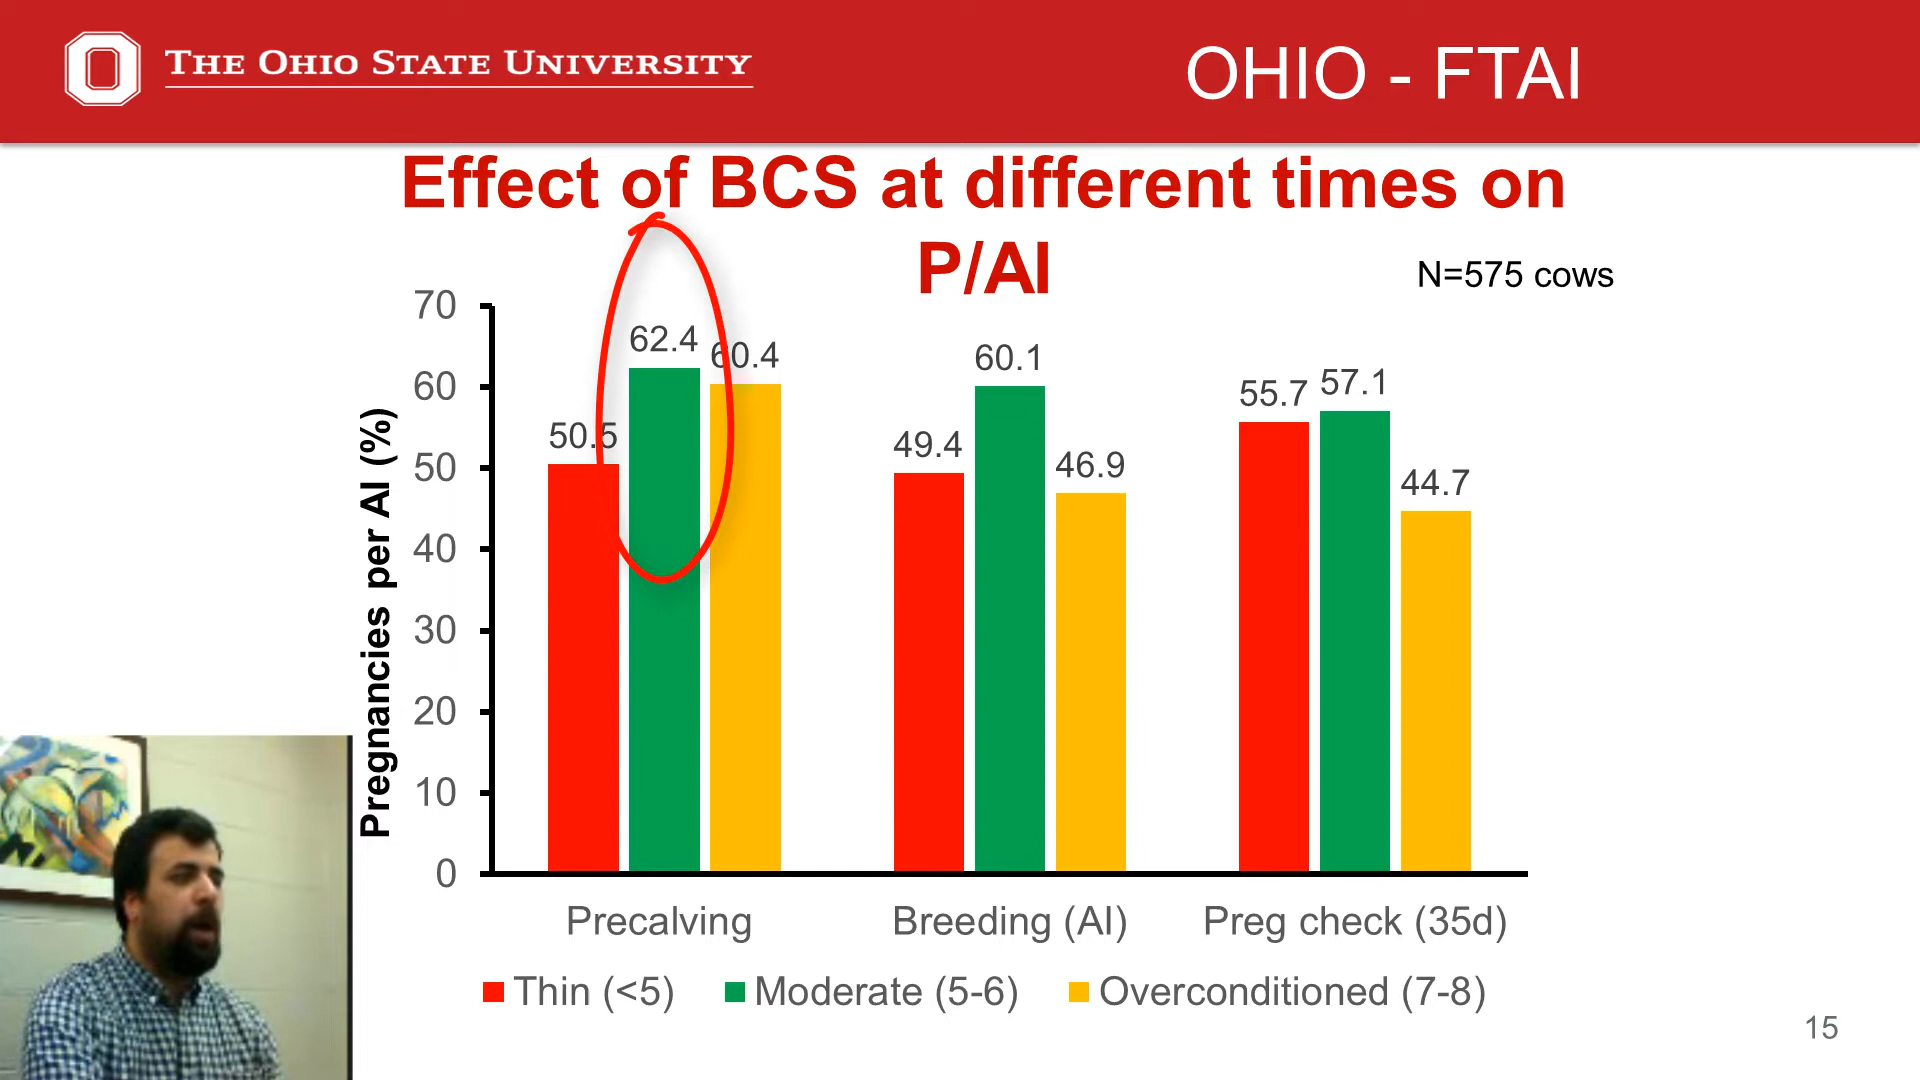 THE OHIO STATE UNIVERSITY
OHIO - FTAI
Effect of BCS at different times on
P/AI
N=575 cows
Pregnancies per AI (%)
70
60
50
40
30
20
10
0
50.5
62.4
60.4
49.4
60.1
46.9
55.7
57.1
44.7
Precalving
Breeding (AI)
Preg check (35d)
Thin (<5)
Moderate (5-6)
Overconditioned (7-8)
15